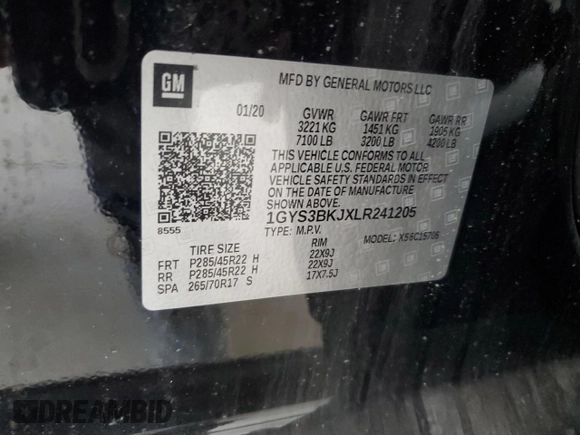 GM
MFD BY GENERAL MOTORS LLC
01/20 GVWR GAWR FRT GAWR RR
3221 KG 1451 KG 1905 KG
7100 LB 3200 LB 4200 LB
THIS VEHICLE CONFORMS TO ALL
APPLICABLE U.S. FEDERAL MOTOR
VEHICLE SAFETY STANDARDS IN EFFECT
ON THE DATE OF MANUFACTURE
SHOWN ABOVE.
8555 1GYS3BKJXLR241205
TYPE: M.P.V. MODEL:
TIRE SIZE RIM
FRT P285/45R22 H 22X9J
RR P285/45R22 H 22X9J
SPA 265/70R17 S 17X7.5J
DREAMBID